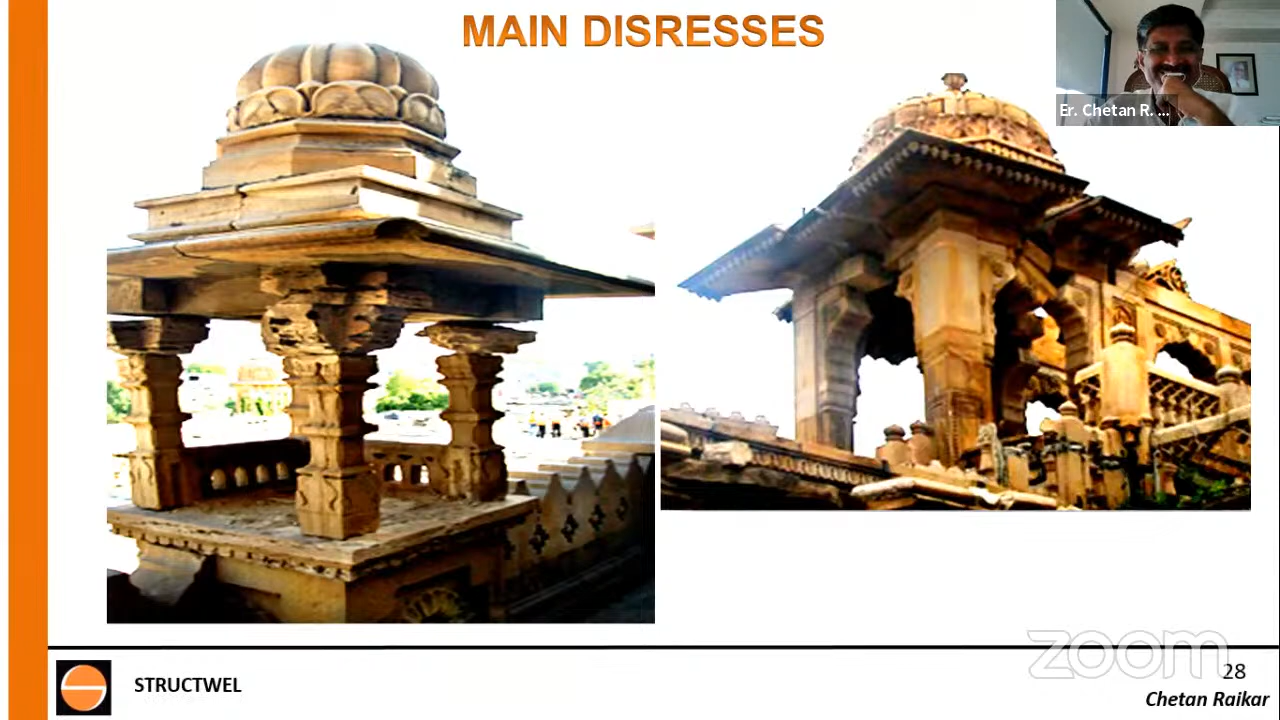 MAIN DISRESSES
Er. Chetan R. ...
zoom
28
STRUCTWEL
Chetan Raikar